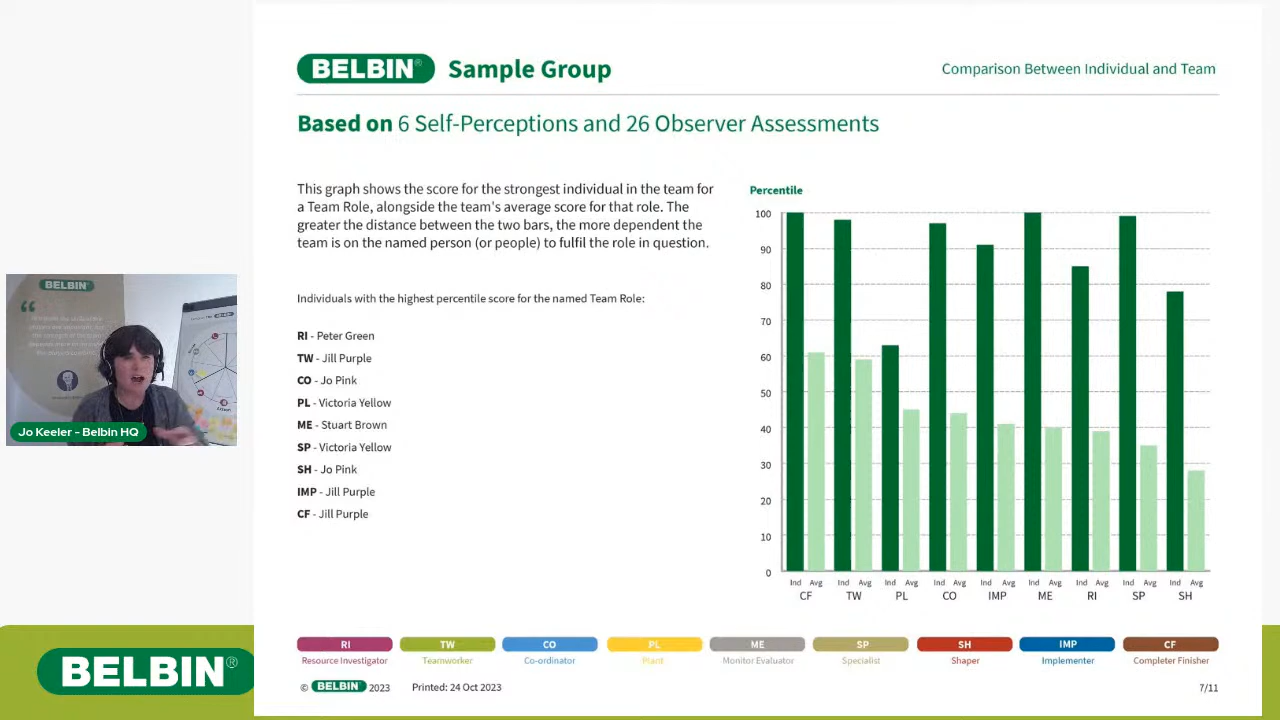 BELBIN® Sample Group
Comparison Between Individual and Team
Based on 6 Self-Perceptions and 26 Observer Assessments
This graph shows the score for the strongest individual in the team for
a Team Role, alongside the team's average score for that role. The
greater the distance between the two bars, the more dependent the
team is on the named person (or people) to fulfil the role in question.
Individuals with the highest percentile score for the named Team Role:
RI - Peter Green
TW - Jill Purple
CO - Jo Pink
PL - Victoria Yellow
ME - Stuart Brown
SP - Victoria Yellow
SH - Jo Pink
IMP - Jill Purple
CF - Jill Purple
Percentile
100
90
80
70
60
50
40
30
20
10
0
Ind Avg Ind Avg Ind Avg Ind Avg Ind Avg Ind Avg Ind Avg Ind Avg Ind Avg
CF TW PL CO IMP ME RI SP SH
BELBIN
Jo Keeler - Belbin HQ
RI TW CO PL ME SP SH IMP CF
Resource Investigator Teamworker Co-ordinator Plant Monitor Evaluator Specialist Shaper Implementer Completer Finisher
© BELBIN® 2023 Printed: 24 Oct 2023
7/11
BELBIN®